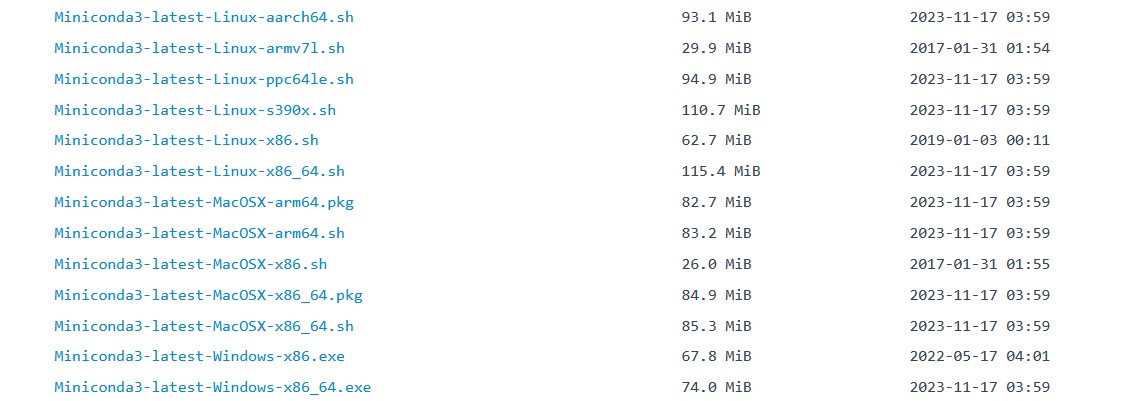 Miniconda3-latest-Linux-aarch64.sh 93.1 MiB 2023-11-17 03:59
Miniconda3-latest-Linux-armv7l.sh 29.9 MiB 2017-01-31 01:54
Miniconda3-latest-Linux-ppc64le.sh 94.9 MiB 2023-11-17 03:59
Miniconda3-latest-Linux-s390x.sh 110.7 MiB 2023-11-17 03:59
Miniconda3-latest-Linux-x86.sh 62.7 MiB 2019-01-03 00:11
Miniconda3-latest-Linux-x86_64.sh 115.4 MiB 2023-11-17 03:59
Miniconda3-latest-MacOSX-arm64.pkg 82.7 MiB 2023-11-17 03:59
Miniconda3-latest-MacOSX-arm64.sh 83.2 MiB 2023-11-17 03:59
Miniconda3-latest-MacOSX-x86.sh 26.0 MiB 2017-01-31 01:55
Miniconda3-latest-MacOSX-x86_64.pkg 84.9 MiB 2023-11-17 03:59
Miniconda3-latest-MacOSX-x86_64.sh 85.3 MiB 2023-11-17 03:59
Miniconda3-latest-Windows-x86.exe 67.8 MiB 2022-05-17 04:01
Miniconda3-latest-Windows-x86_64.exe 74.0 MiB 2023-11-17 03:59